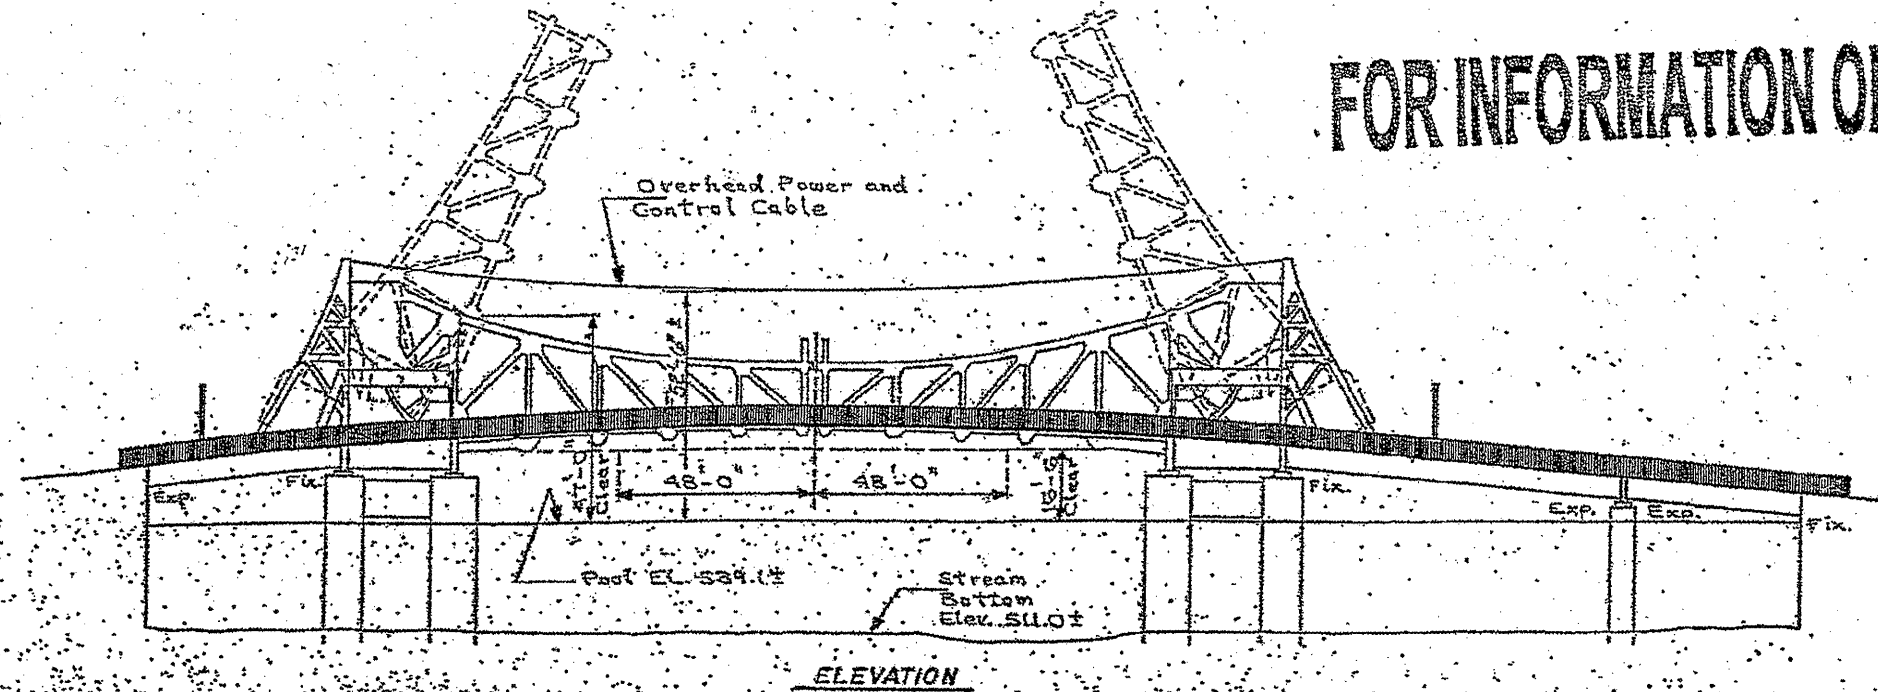 FOR INFORMATION O
Overhead Power and
Control Cable
Exp.
Fix.
Clear
48'-0"
48'-0"
Clear
Fix.
Exp.
Exp.
Fix.
Pool El. 539.1±
Stream
Bottom
Elev. 511.0±
ELEVATION